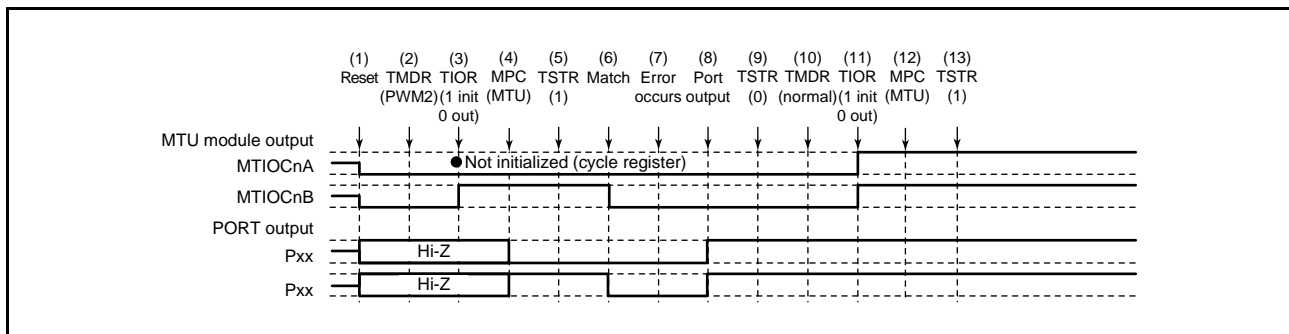 (1) (2) (3) (4) (5) (6) (7) (8) (9) (10) (11) (12) (13)
Reset TMDR TIOR MPC TSTR Match Error Port TSTR TMDR TIOR MPC TSTR
(PWM2) (1 init (MTU) (1) occurs output (0) (normal) (1 init (MTU) (1)
0 out) 0 out)
MTU module output
MTIOCnA Not initialized (cycle register)
MTIOCnB
PORT output
Pxx Hi-Z
Pxx Hi-Z